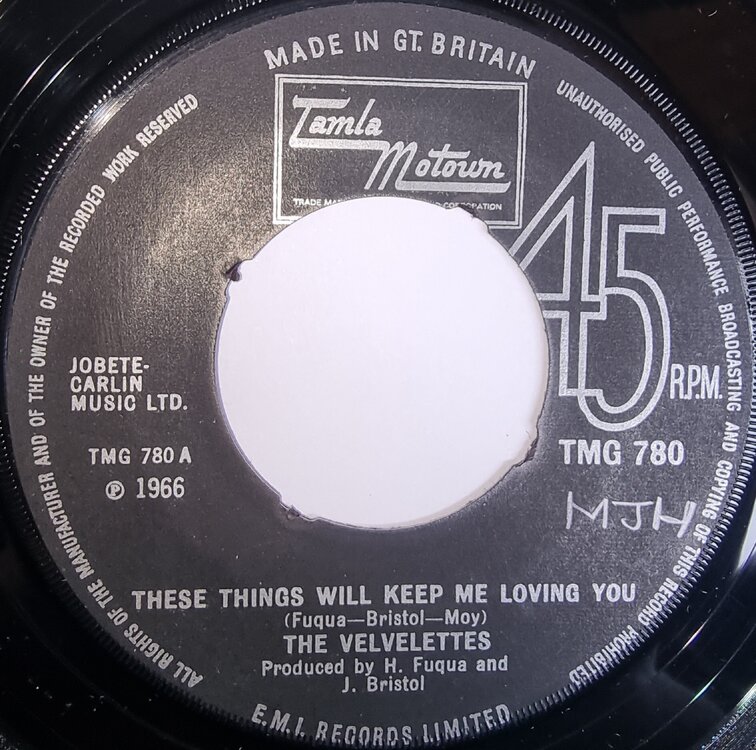 MADE IN GT. BRITAIN
Tamla
Motown
TRADE CORPORATION
UNAUTHORISED PUBLIC PERFORMANCE BROADCASTING AND COPYING OF THIS RECORD PROHIBITED
ALL RIGHTS OF THE MANUFACTURER AND OF THE OWNER OF THE RECORDED WORK RESERVED
45
R.P.M.
JOBETE-
CARLIN
MUSIC LTD.
TMG 780 A
℗ 1966
TMG 780
MJH
THESE THINGS WILL KEEP ME LOVING YOU
(Fuqua—Bristol—Moy)
THE VELVELETTES
Produced by H. Fuqua and
J. Bristol
E.M.I. RECORDS LIMITED